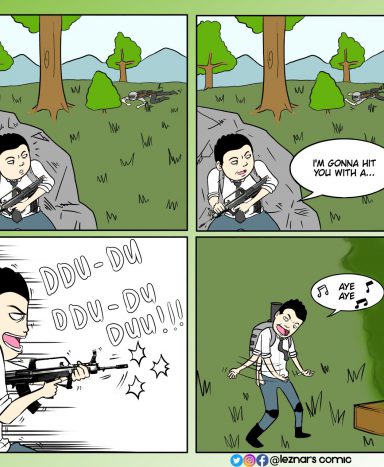 I'M GONNA HIT
YOU WITH A...
DDU-DU
DDU-DU
DUU!!!
AYE
AYE
@leznars comic